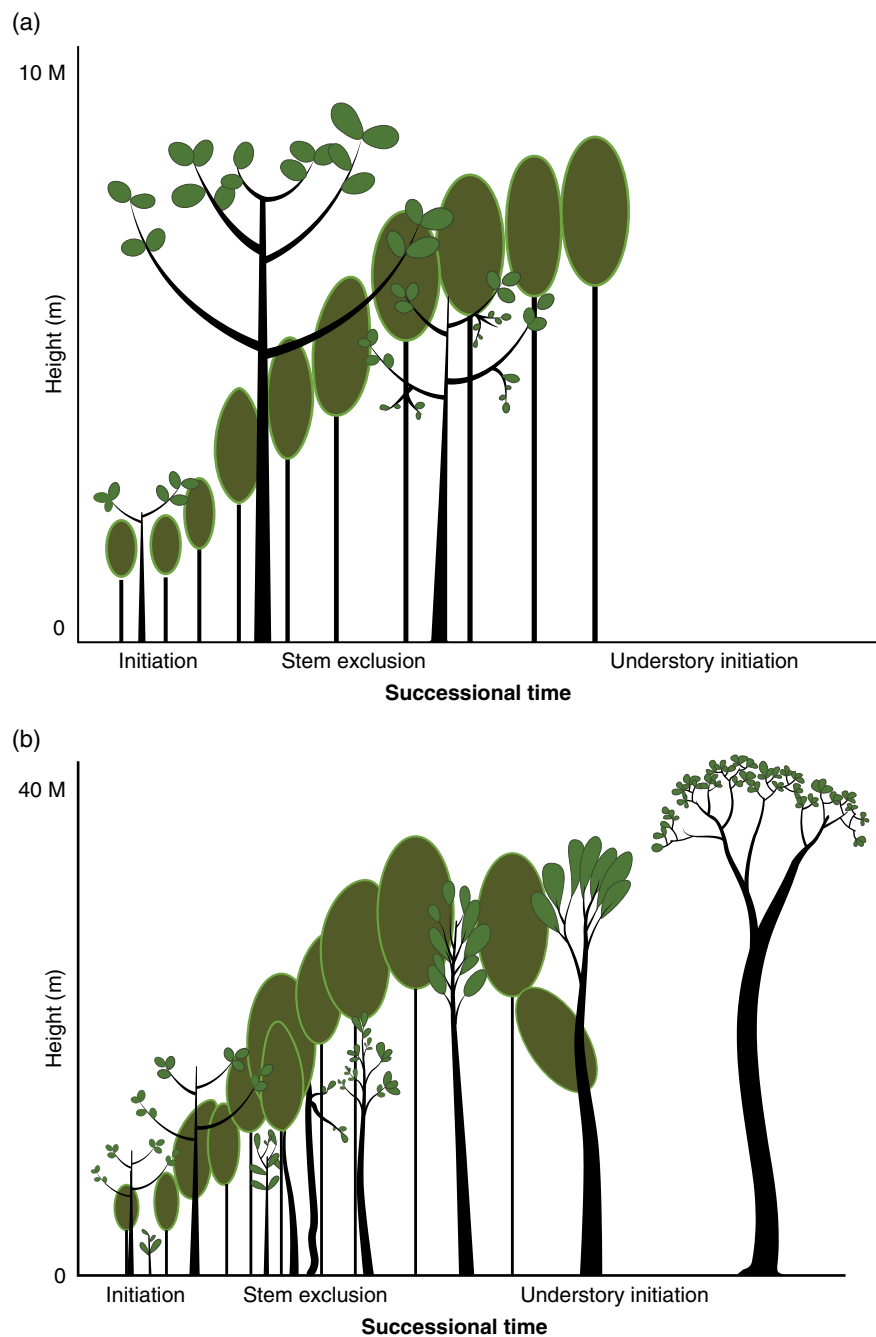 (a)
10 M
Height (m)
0
Initiation Stem exclusion Understory initiation
Successional time
(b)
40 M
Height (m)
0
Initiation Stem exclusion Understory initiation
Successional time